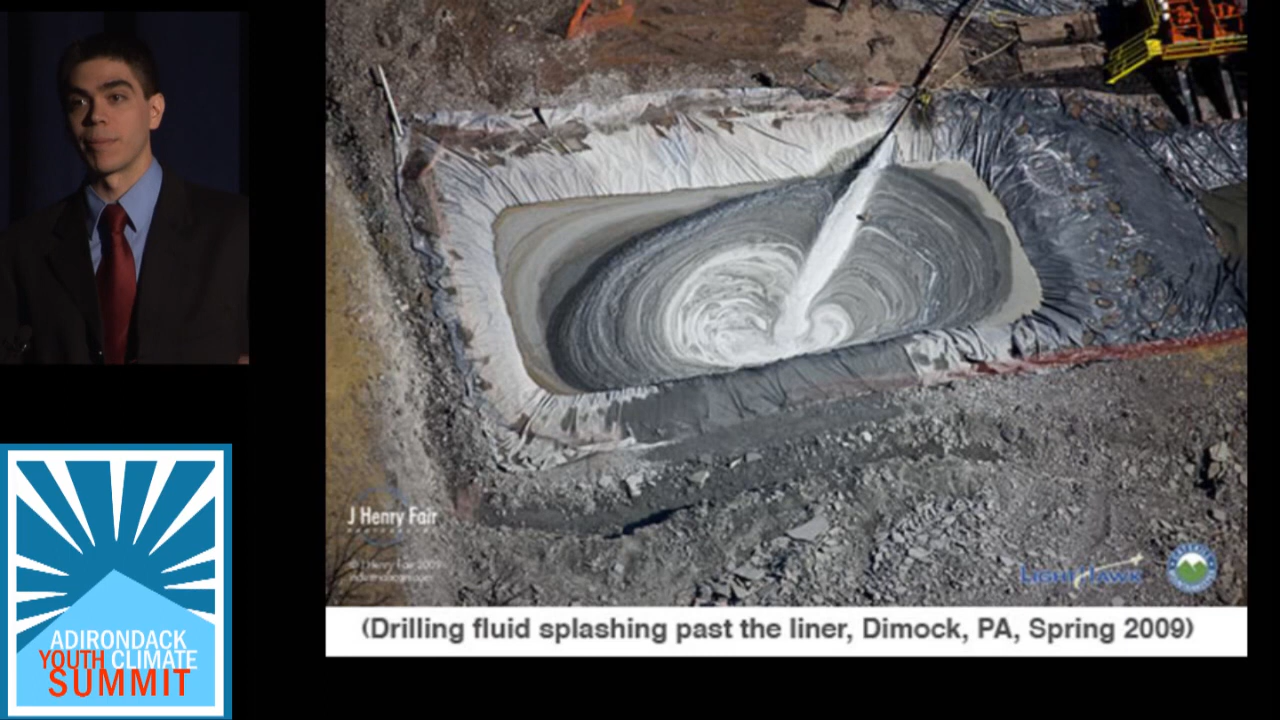 J Henry Fair
LIGHTHAWK
(Drilling fluid splashing past the liner, Dimock, PA, Spring 2009)
ADIRONDACK
YOUTH CLIMATE
SUMMIT